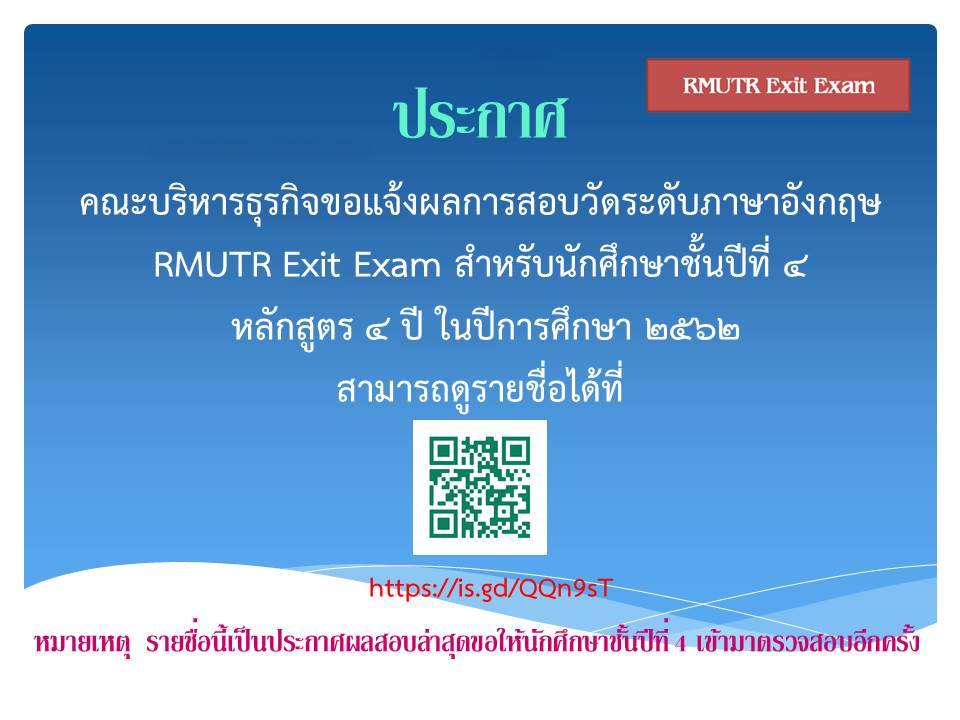 RMUTR Exit Exam
ประกาศ
คณะบริหารธุรกิจขอแจ้งผลการสอบวัดระดับภาษาอังกฤษ
RMUTR Exit Exam สำหรับนักศึกษาชั้นปีที่ ๔
หลักสูตร ๔ ปี ในปีการศึกษา ๒๕๖๒
สามารถดูรายชื่อได้ที่
https://is.gd/QQn9sT
หมายเหตุ รายชื่อนี้เป็นประกาศผลสอบล่าสุดขอให้นักศึกษาชั้นปีที่ 4 เข้ามาตรวจสอบอีกครั้ง